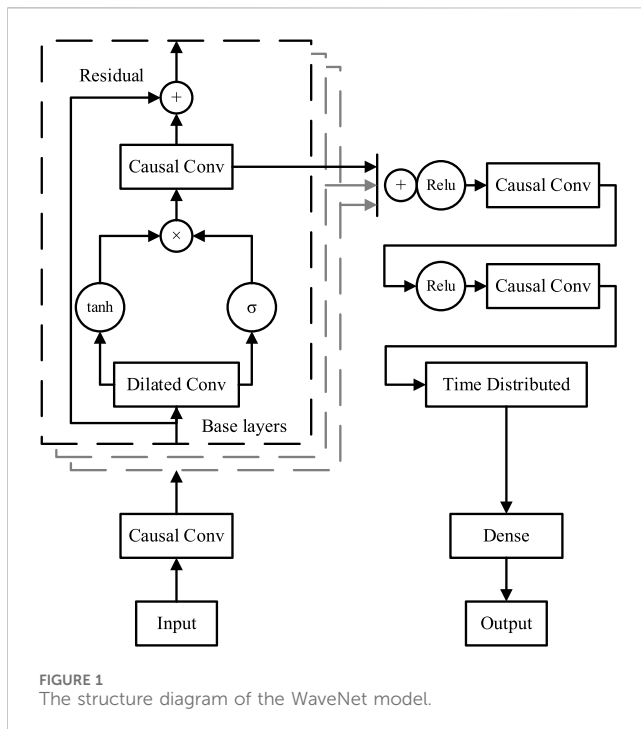 Residual
+
Causal Conv
×
tanh
σ
Dilated Conv
Base layers
Causal Conv
Input
+
Relu
Causal Conv
Relu
Causal Conv
Time Distributed
Dense
Output
FIGURE 1
The structure diagram of the WaveNet model.